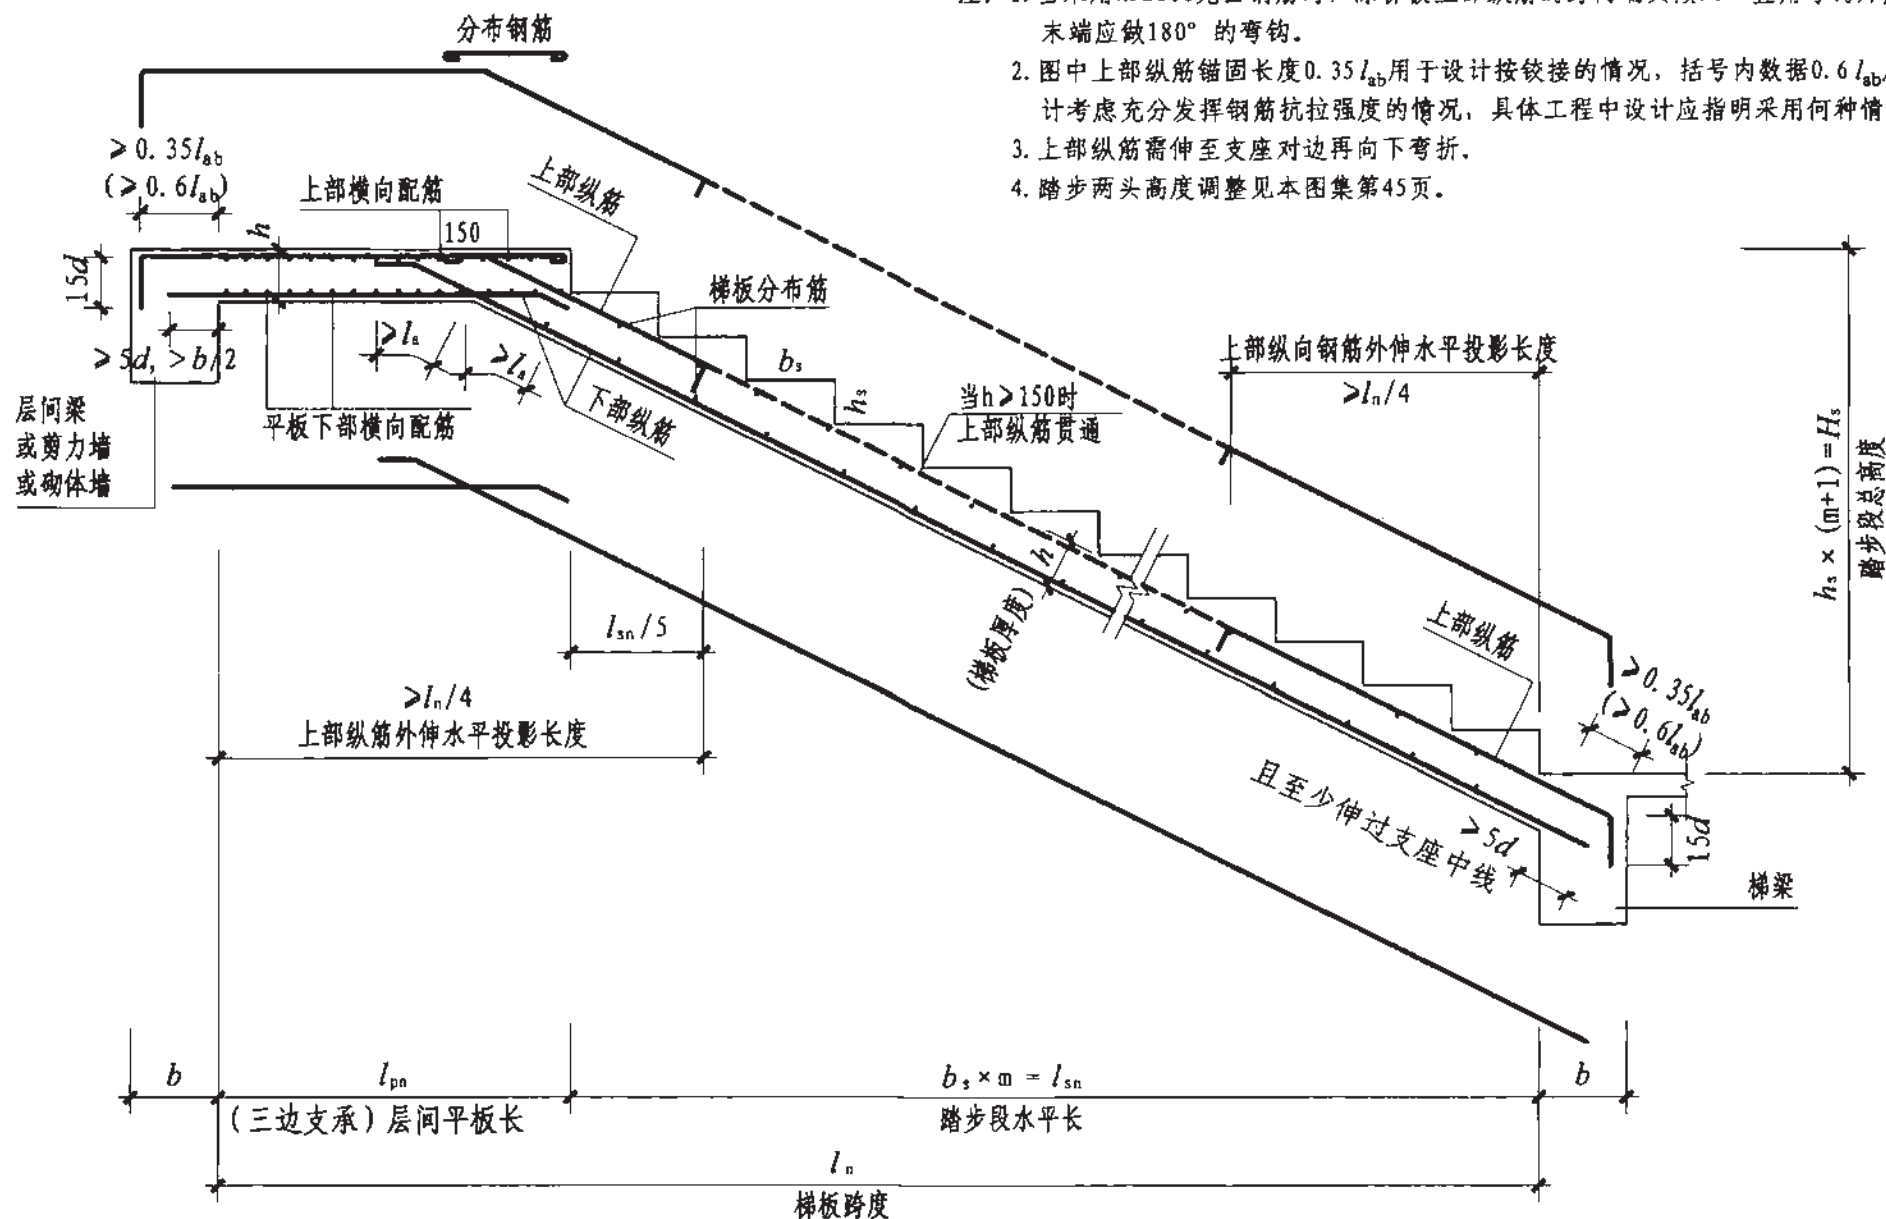 末端应做180°的弯钩。
2. 图中上部纵筋锚固长度0.35lab用于设计按铰接的情况，括号内数据0.6lab
计考虑充分发挥钢筋抗拉强度的情况，具体工程中设计应指明采用何种情
3. 上部纵筋需伸至支座对边再向下弯折。
4. 踏步两头高度调整见本图集第45页。
分布钢筋
≥0.35lab
(≥0.6lab)
上部横向配筋
上部纵筋
150
h
15d
梯板分布筋
≥5d, >b/2
≥la
≥la
bs
hs
上部纵向钢筋外伸水平投影长度
≥ln/4
当h≥150时
上部纵筋贯通
层间梁
或剪力墙
或砌体墙
平板下部横向配筋
下部纵筋
hs×(m+1)=Hs
踏步段总高度
h
(梯板厚度)
lsn/5
≥ln/4
上部纵筋外伸水平投影长度
上部纵筋
≥0.35lab
(≥0.6lab)
≥5d
且至少伸过支座中线
15d
梯梁
b
lpn
bs×m=lsn
b
(三边支承)层间平板长
踏步段水平长
ln
梯板跨度